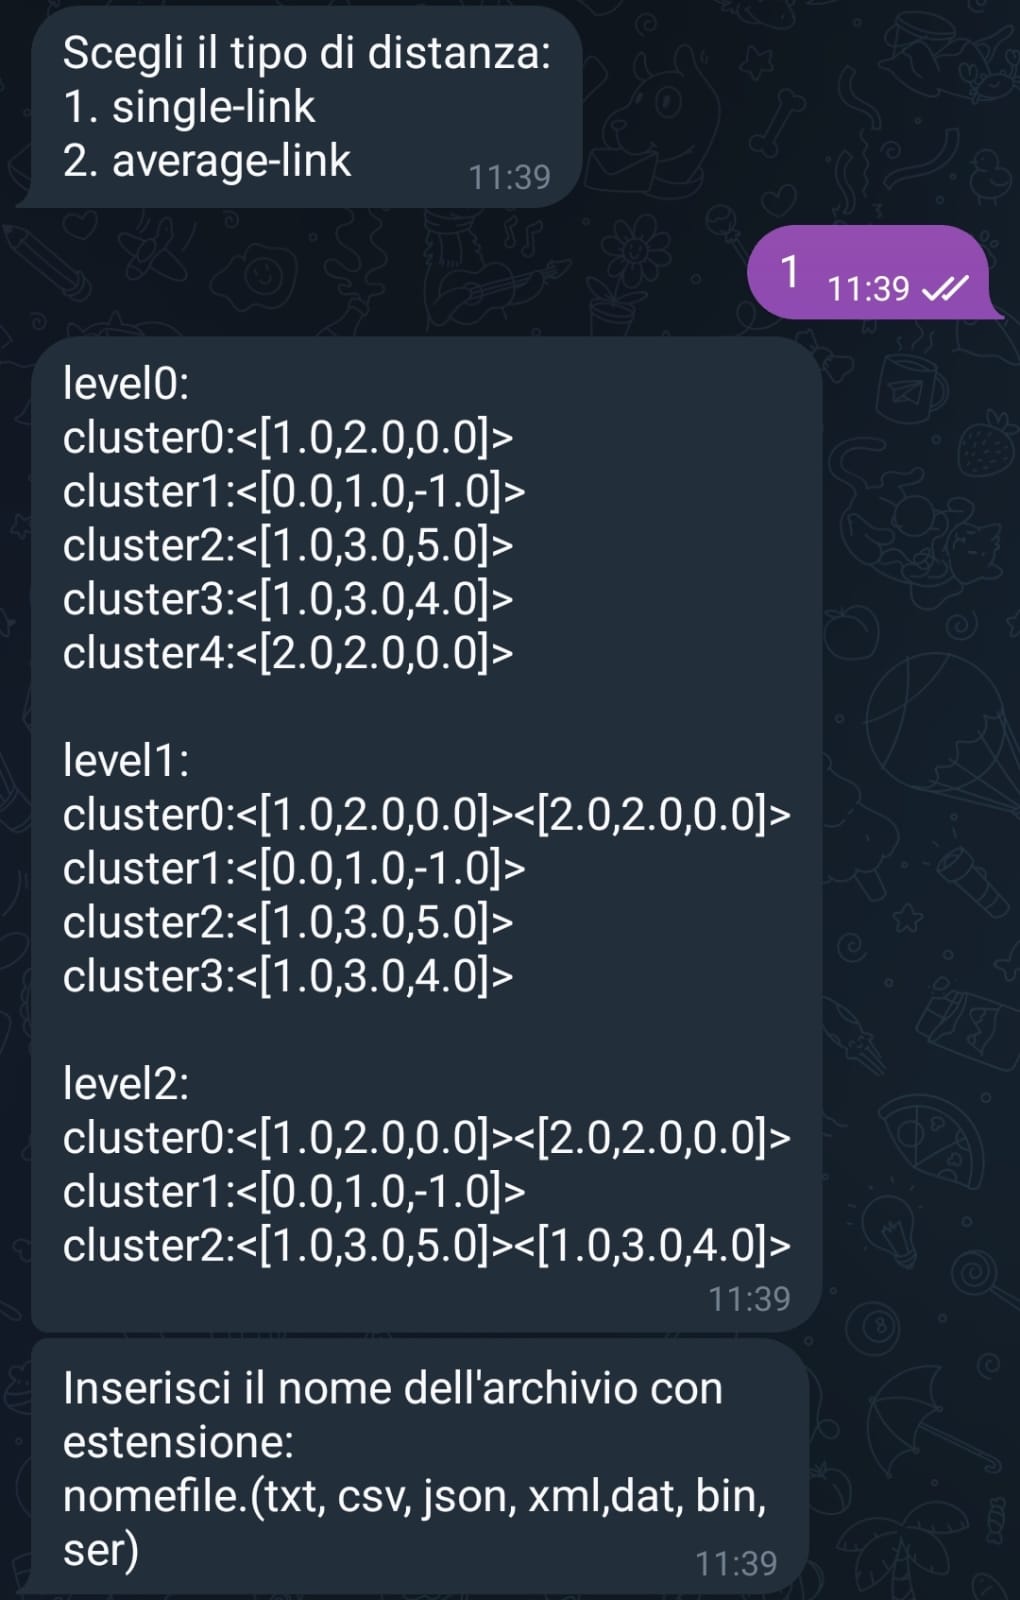 Scegli il tipo di distanza:
1. single-link
2. average-link
11:39
1
11:39
level0:
cluster0:<[1.0,2.0,0.0]>
cluster1:<[0.0,1.0,-1.0]>
cluster2:<[1.0,3.0,5.0]>
cluster3:<[1.0,3.0,4.0]>
cluster4:<[2.0,2.0,0.0]>
level1:
cluster0:<[1.0,2.0,0.0]><[2.0,2.0,0.0]>
cluster1:<[0.0,1.0,-1.0]>
cluster2:<[1.0,3.0,5.0]>
cluster3:<[1.0,3.0,4.0]>
level2:
cluster0:<[1.0,2.0,0.0]><[2.0,2.0,0.0]>
cluster1:<[0.0,1.0,-1.0]>
cluster2:<[1.0,3.0,5.0]><[1.0,3.0,4.0]>
11:39
Inserisci il nome dell'archivio con
estensione:
nomefile.(txt, csv, json, xml,dat, bin,
ser)
11:39